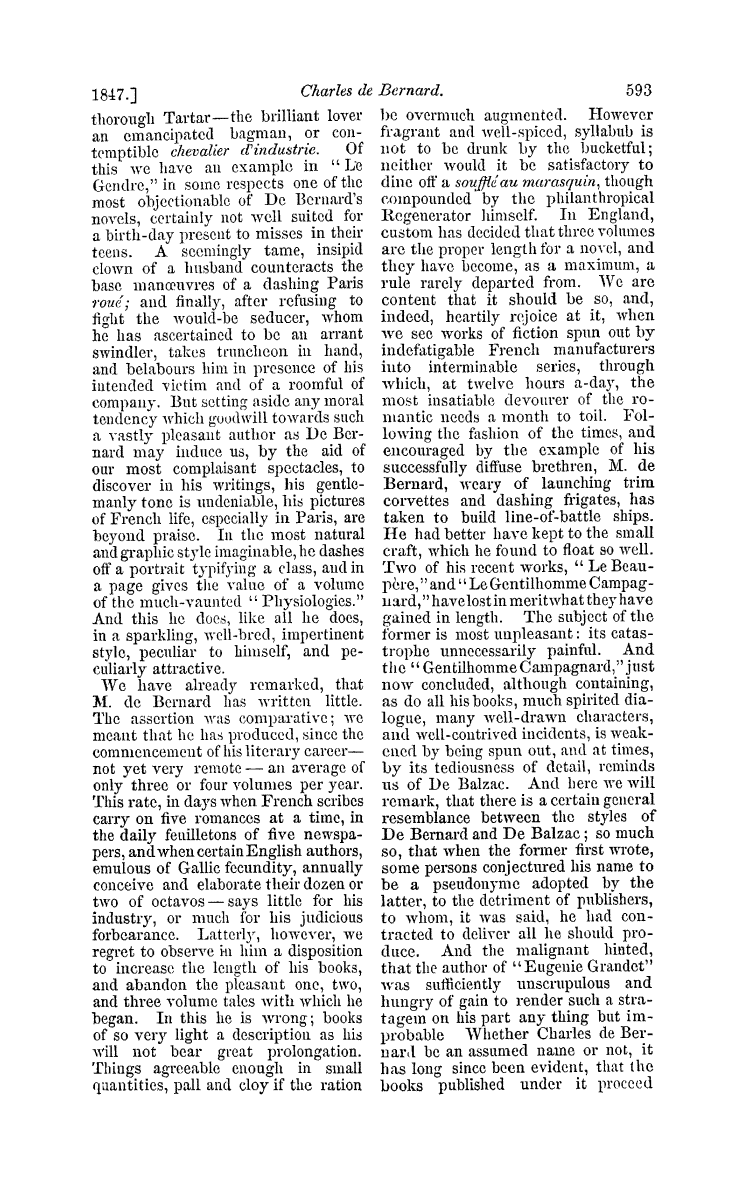 1847.] Charles de Bernard. 593
thorough Tartar—the brilliant lover
an emancipated bagman, or con-
temptible chevalier d'industrie. Of
this we have an example in "Le
Gendre," in some respects one of the
most objectionable of De Bernard's
novels, certainly not well suited for
a birth-day present to misses in their
teens. A seemingly tame, insipid
clown of a husband counteracts the
base manœuvres of a dashing Paris
roué; and finally, after refusing to
fight the would-be seducer, whom
he has ascertained to be an arrant
swindler, takes truncheon in hand,
and belabours him in presence of his
intended victim and of a roomful of
company. But setting aside any moral
tendency which goodwill towards such
a vastly pleasant author as De Ber-
nard may induce us, by the aid of
our most complaisant spectacles, to
discover in his writings, his gentle-
manly tone is undeniable, his pictures
of French life, especially in Paris, are
beyond praise. In the most natural
and graphic style imaginable, he dashes
off a portrait typifying a class, and in
a page gives the value of a volume
of the much-vaunted "Physiologies."
And this he does, like all he does,
in a sparkling, well-bred, impertinent
style, peculiar to himself, and pe-
culiarly attractive.
We have already remarked, that
M. de Bernard has written little.
The assertion was comparative; we
meant that he has produced, since the
commencement of his literary career—
not yet very remote — an average of
only three or four volumes per year.
This rate, in days when French scribes
carry on five romances at a time, in
the daily feuilletons of five newspa-
pers, and when certain English authors,
emulous of Gallic fecundity, annually
conceive and elaborate their dozen or
two of octavos — says little for his
industry, or much for his judicious
forbearance. Latterly, however, we
regret to observe in him a disposition
to increase the length of his books,
and abandon the pleasant one, two,
and three volume tales with which he
began. In this he is wrong; books
of so very light a description as his
will not bear great prolongation.
Things agreeable enough in small
quantities, pall and cloy if the ration
be overmuch augmented. However
fragrant and well-spiced, syllabub is
not to be drunk by the bucketful;
neither would it be satisfactory to
dine off a soufflé au marasquin, though
compounded by the philanthropical
Regenerator himself. In England,
custom has decided that three volumes
are the proper length for a novel, and
they have become, as a maximum, a
rule rarely departed from. We are
content that it should be so, and,
indeed, heartily rejoice at it, when
we see works of fiction spun out by
indefatigable French manufacturers
into interminable series, through
which, at twelve hours a-day, the
most insatiable devourer of the ro-
mantic needs a month to toil. Fol-
lowing the fashion of the times, and
encouraged by the example of his
successfully diffuse brethren, M. de
Bernard, weary of launching trim
corvettes and dashing frigates, has
taken to build line-of-battle ships.
He had better have kept to the small
craft, which he found to float so well.
Two of his recent works, "Le Beau-
père," and "Le Gentilhomme Campag-
nard," have lost in merit what they have
gained in length. The subject of the
former is most unpleasant: its catas-
trophe unnecessarily painful. And
the "Gentilhomme Campagnard," just
now concluded, although containing,
as do all his books, much spirited dia-
logue, many well-drawn characters,
and well-contrived incidents, is weak-
ened by being spun out, and at times,
by its tediousness of detail, reminds
us of De Balzac. And here we will
remark, that there is a certain general
resemblance between the styles of
De Bernard and De Balzac; so much
so, that when the former first wrote,
some persons conjectured his name to
be a pseudonyme adopted by the
latter, to the detriment of publishers,
to whom, it was said, he had con-
tracted to deliver all he should pro-
duce. And the malignant hinted,
that the author of "Eugenie Grandet"
was sufficiently unscrupulous and
hungry of gain to render such a stra-
tagem on his part any thing but im-
probable Whether Charles de Ber-
nard be an assumed name or not, it
has long since been evident, that the
books published under it proceed